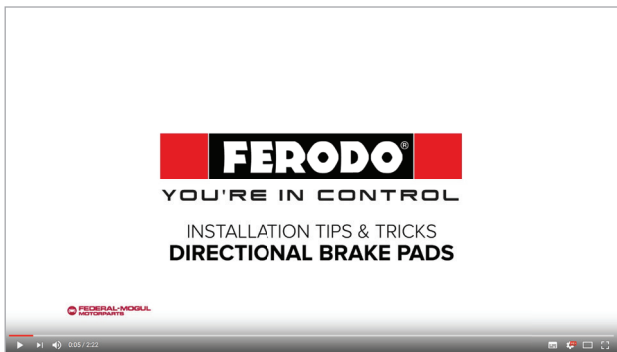 FERODO®
YOU'RE IN CONTROL
INSTALLATION TIPS & TRICKS
DIRECTIONAL BRAKE PADS
FEDERAL-MOGUL
MOTORPARTS
0:05 / 2:22